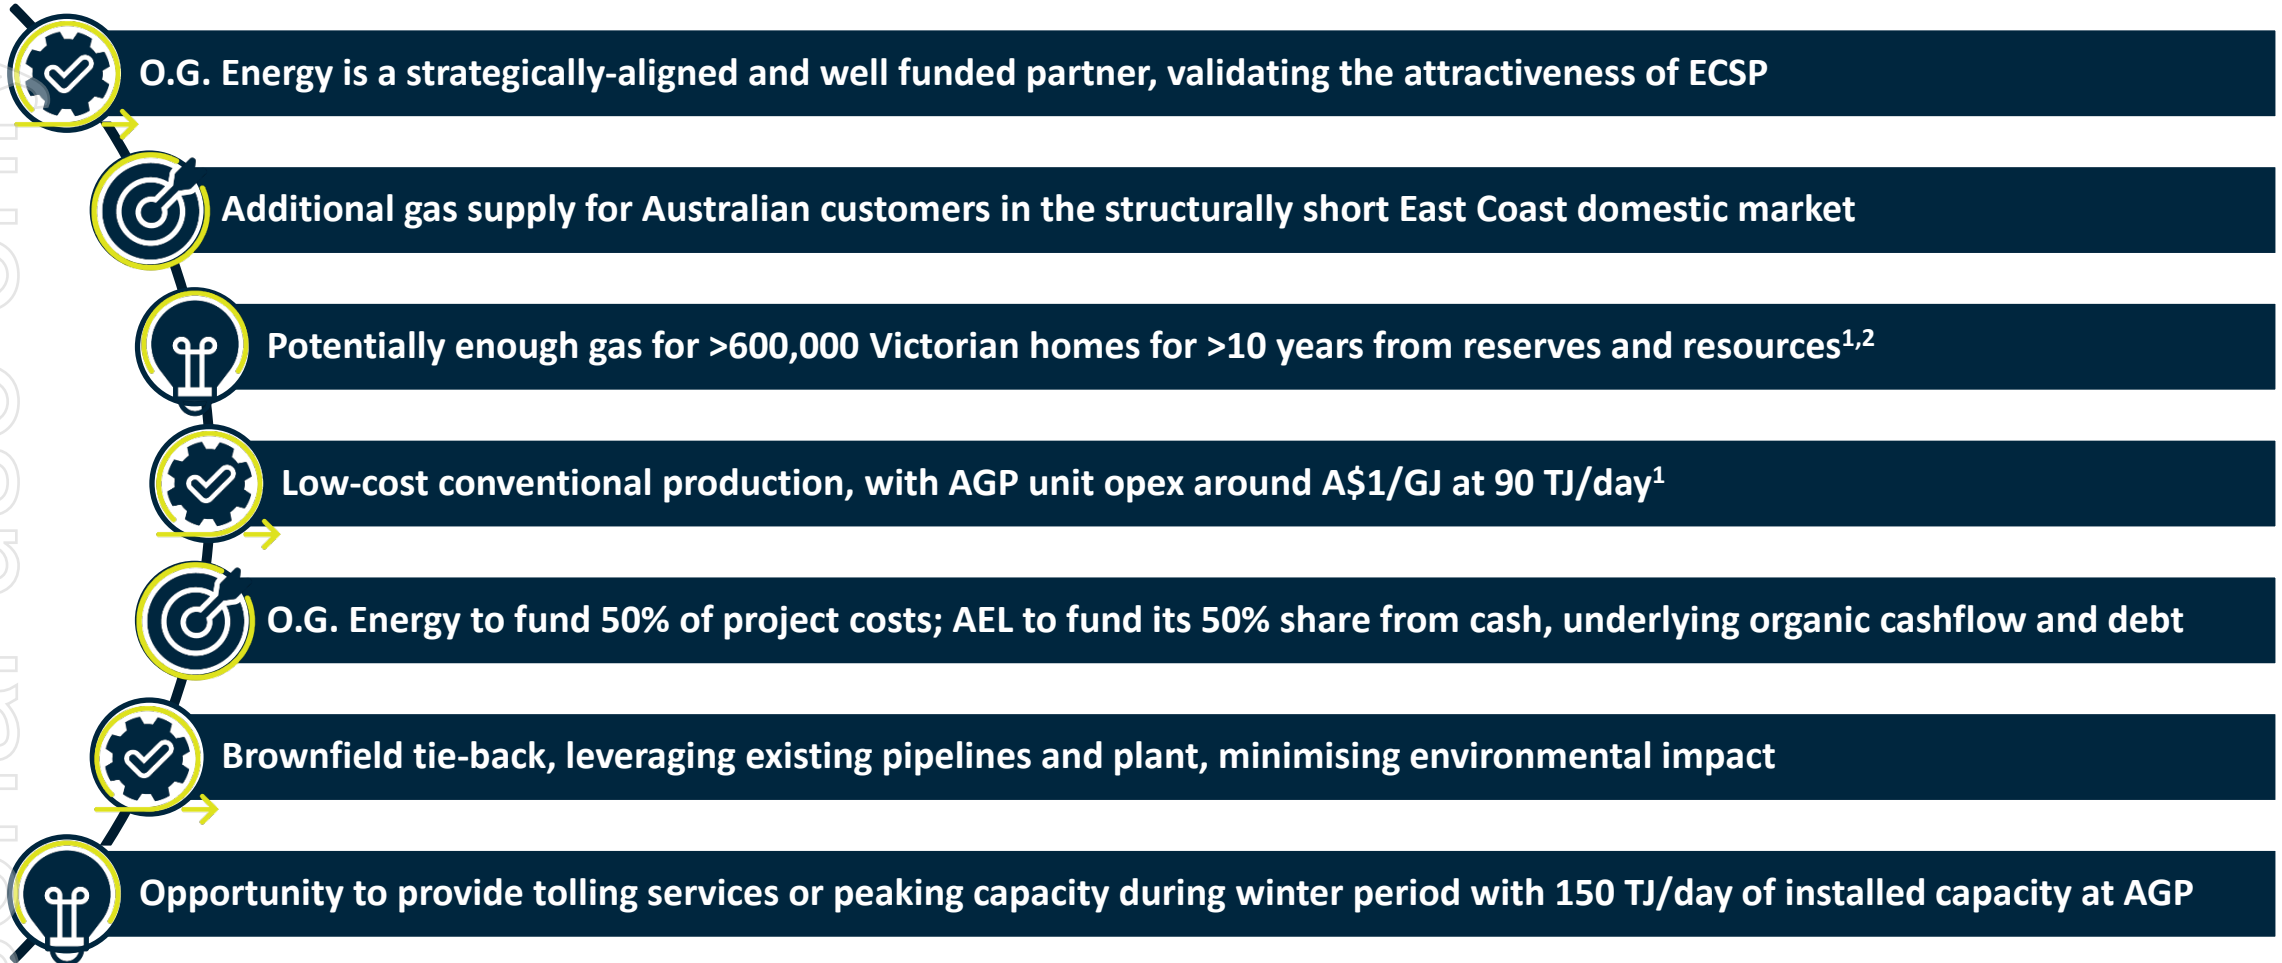 O.G. Energy is a strategically-aligned and well funded partner, validating the attractiveness of ECSP
Additional gas supply for Australian customers in the structurally short East Coast domestic market
Potentially enough gas for >600,000 Victorian homes for >10 years from reserves and resources1,2
Low-cost conventional production, with AGP unit opex around A$1/GJ at 90 TJ/day1
O.G. Energy to fund 50% of project costs; AEL to fund its 50% share from cash, underlying organic cashflow and debt
Brownfield tie-back, leveraging existing pipelines and plant, minimising environmental impact
Opportunity to provide tolling services or peaking capacity during winter period with 150 TJ/day of installed capacity at AGP